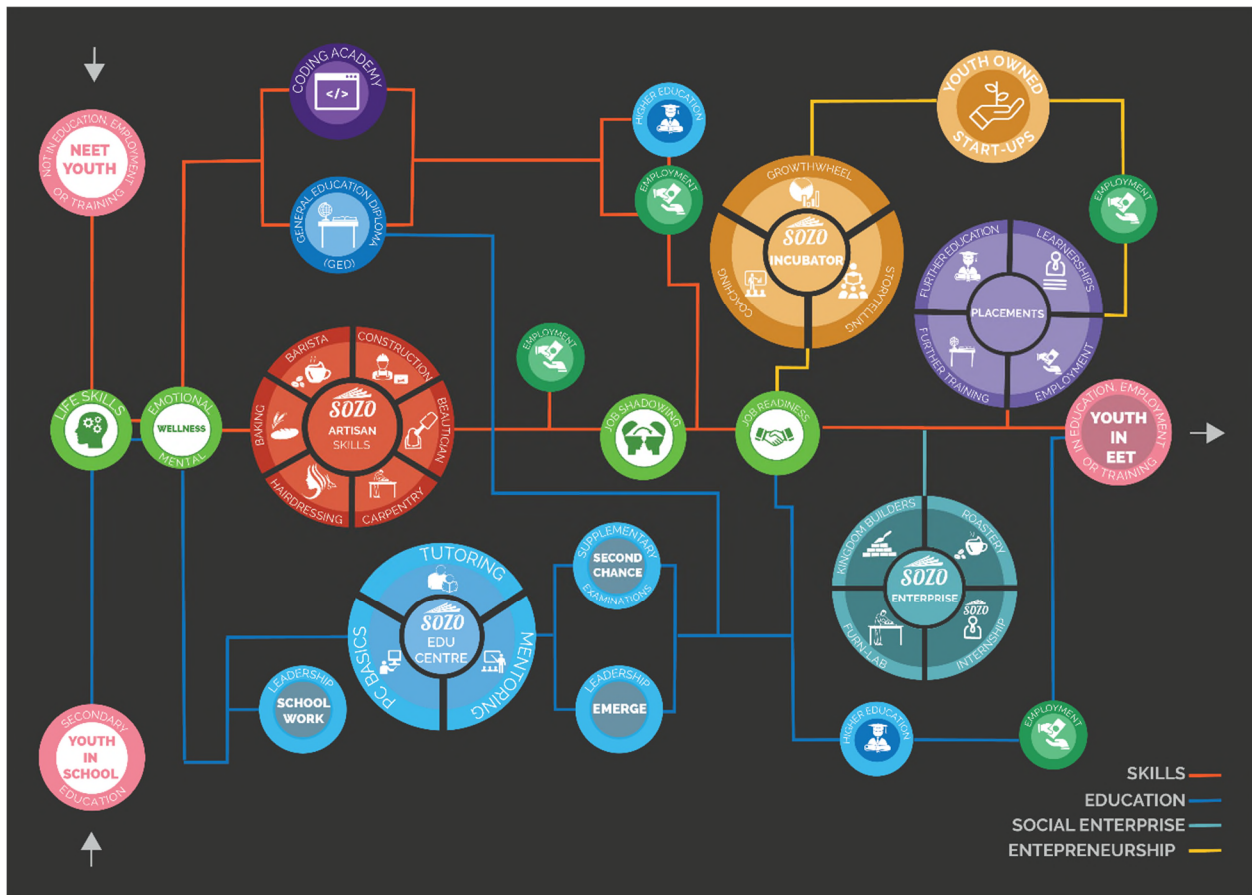 NOT IN EDUCATION, EMPLOYMENT
NEET
YOUTH
OR TRAINING
CODING ACADEMY
</>
GENERAL EDUCATION DIPLOMA
(GED)
HIGHER EDUCATION
EMPLOYMENT
GROWTHWHEEL
COACHING
STORYTELLING
SOZO
INCUBATOR
YOUTH OWNED
START-UPS
EMPLOYMENT
FURTHER EDUCATION
LEARNERSHIPS
PLACEMENTS
FURTHER TRAINING
EMPLOYMENT
LIFE SKILLS
EMOTIONAL
WELLNESS
MENTAL
BARISTA
CONSTRUCTION
BAKING
BEAUTICIAN
HAIRDRESSING
CARPENTRY
SOZO
ARTISAN
SKILLS
EMPLOYMENT
JOB SHADOWING
JOB READINESS
IN EDUCATION, EMPLOYMENT
YOUTH
IN
EET
OR TRAINING
TUTORING
PC BASICS
MENTORING
SOZO
EDU
CENTRE
SUPPLEMENTARY
SECOND
CHANCE
EXAMINATIONS
KINGDOM BUILDERS
ROASTERY
FURN-LAB
SOZO
INTERNSHIP
SOZO
ENTERPRISE
LEADERSHIP
SCHOOL
WORK
LEADERSHIP
EMERGE
SECONDARY
YOUTH
IN
SCHOOL
EDUCATION
HIGHER EDUCATION
EMPLOYMENT
SKILLS
EDUCATION
SOCIAL ENTERPRISE
ENTEPRENEURSHIP